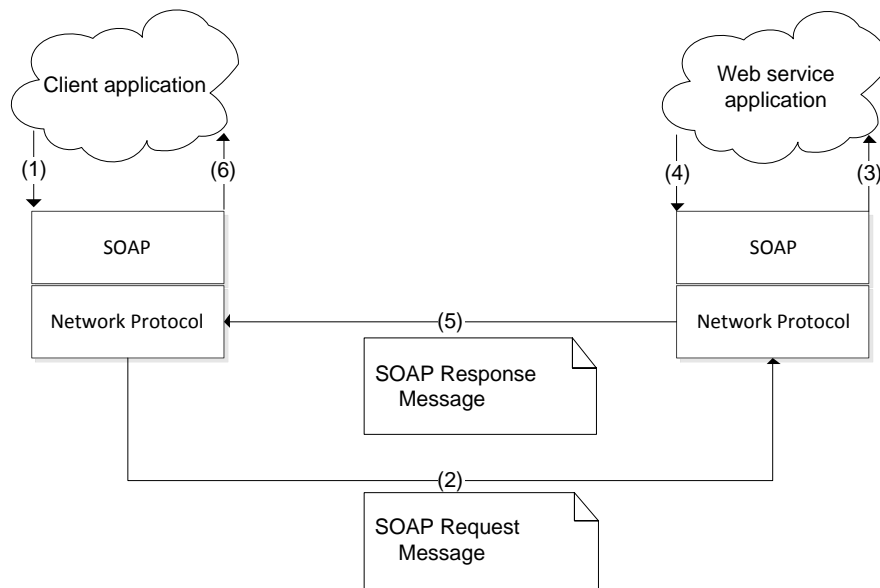 Client application
Web service
application
(1)
(6)
(4)
(3)
SOAP
SOAP
Network Protocol
Network Protocol
(5)
SOAP Response
Message
(2)
SOAP Request
Message